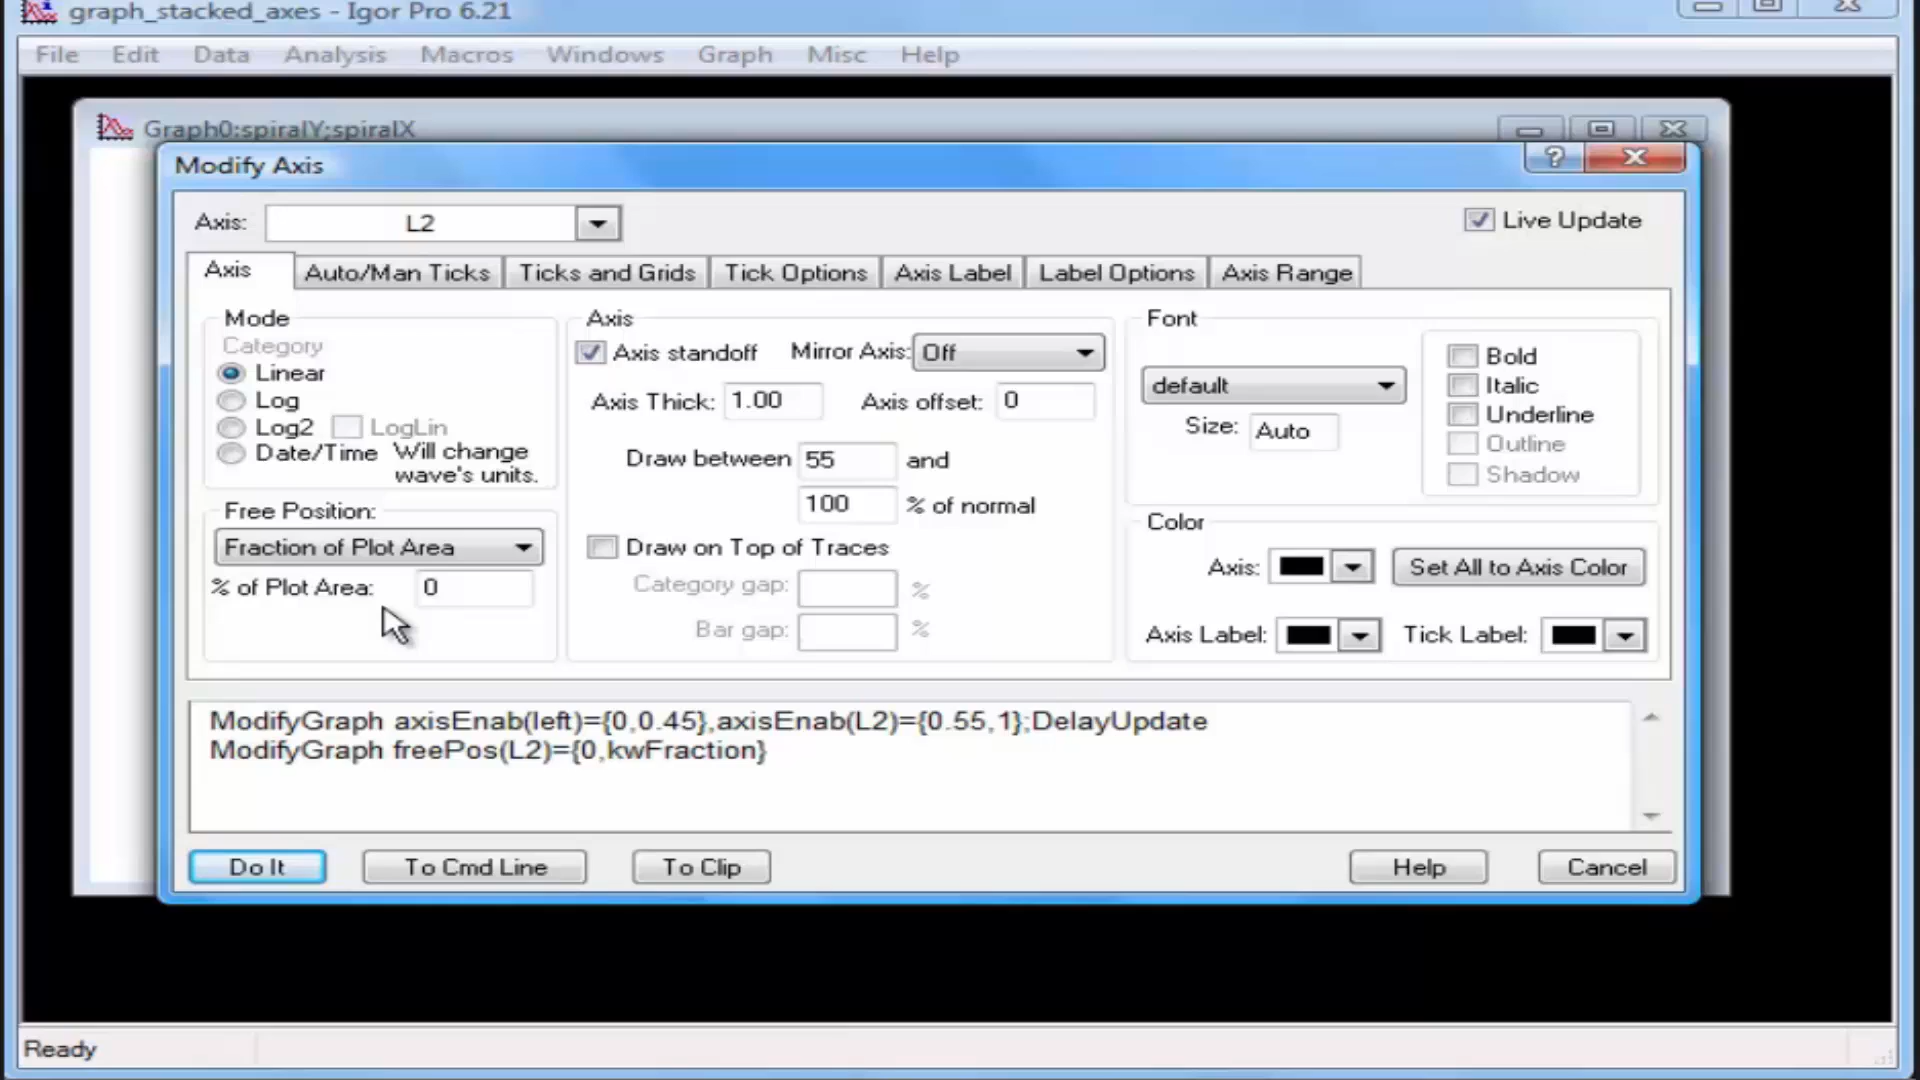 graph_stacked_axes - Igor Pro 6.21
File Edit Data Analysis Macros Windows Graph Misc Help
Graph0:spiralY;spiralX
Modify Axis
?
Axis: L2
Live Update
Axis Auto/Man Ticks Ticks and Grids Tick Options Axis Label Label Options Axis Range
Mode
Category
Linear
Log
Log2 LogLin
Date/Time Will change
wave's units.
Free Position:
Fraction of Plot Area
% of Plot Area: 0
Axis
Axis standoff Mirror Axis: Off
Axis Thick: 1.00 Axis offset: 0
Draw between 55 and
100 % of normal
Draw on Top of Traces
Category gap: %
Bar gap: %
Font
default
Size: Auto
Bold
Italic
Underline
Outline
Shadow
Color
Axis: Set All to Axis Color
Axis Label: Tick Label:
ModifyGraph axisEnab(left)={0,0.45},axisEnab(L2)={0.55,1};DelayUpdate
ModifyGraph freePos(L2)={0,kwFraction}
Do It To Cmd Line To Clip Help Cancel
Ready